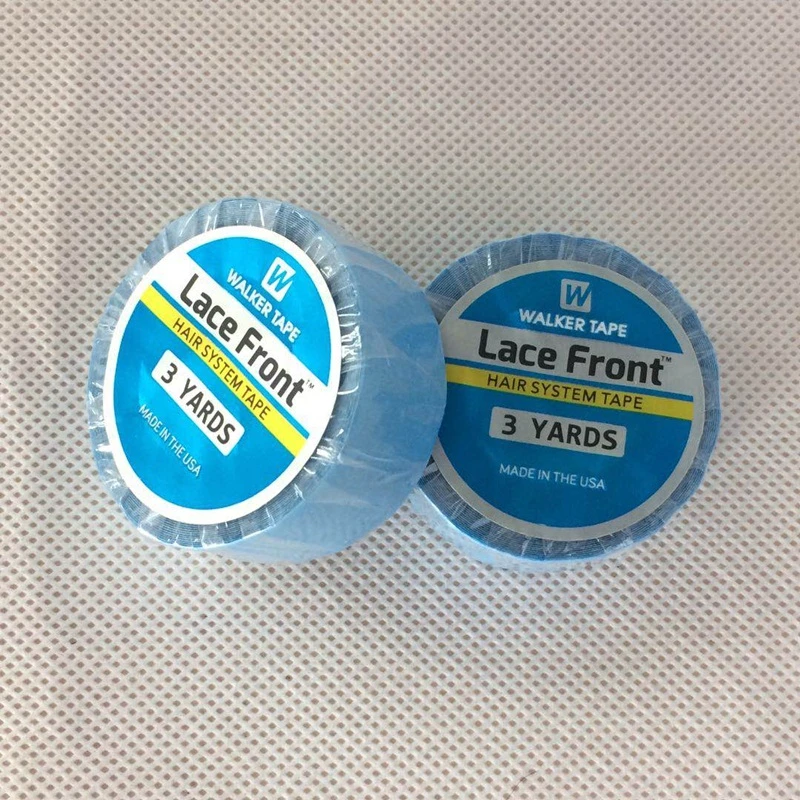 W
WALKER TAPE
Lace Front™
HAIR SYSTEM TAPE
3 YARDS
MADE IN THE USA
W
WALKER TAPE
Lace Front™
HAIR SYSTEM TAPE
3 YARDS
MADE IN THE USA